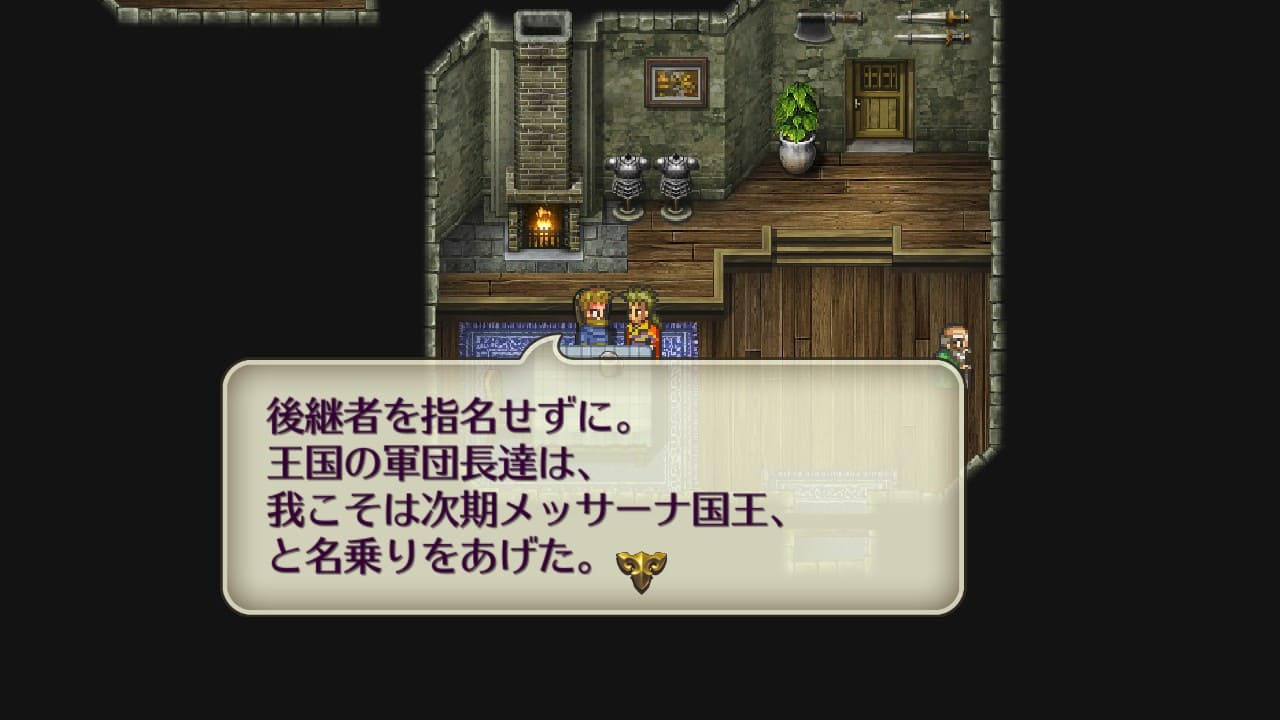 後継者を指名せずに。
王国の軍団長達は、
我こそは次期メッサーナ国王、
と名乗りをあげた。